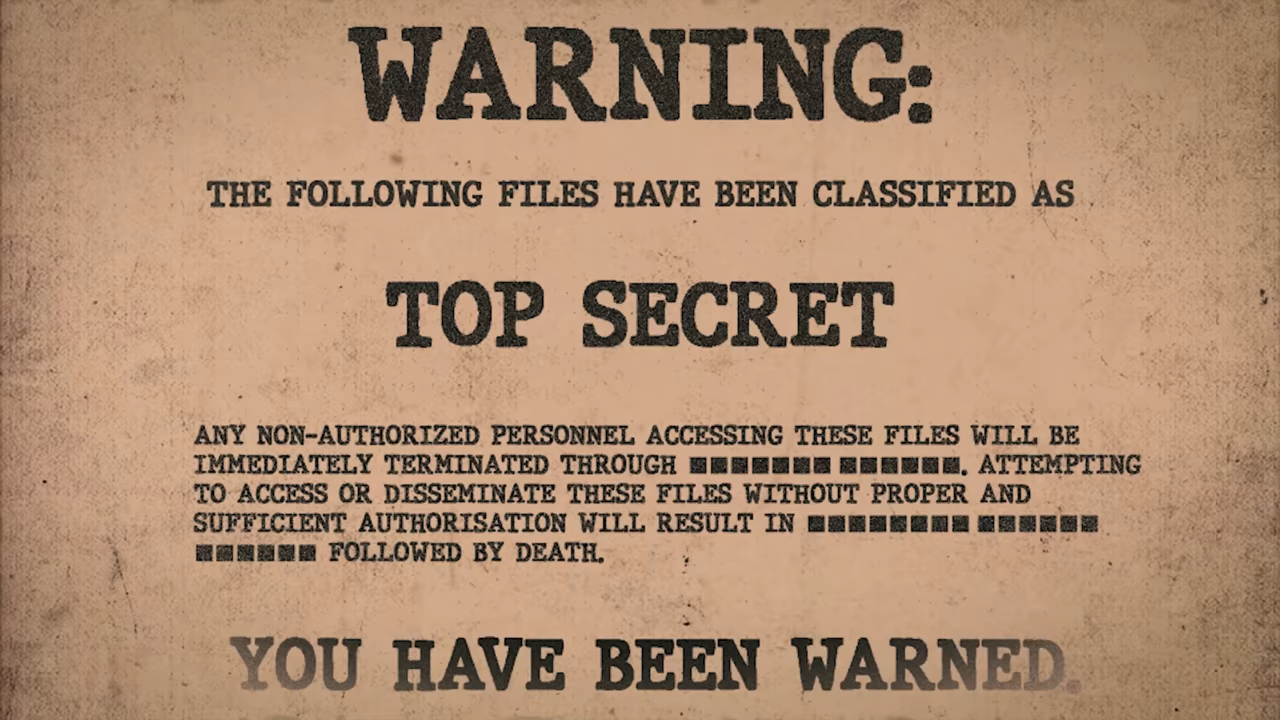 WARNING:
THE FOLLOWING FILES HAVE BEEN CLASSIFIED AS
TOP SECRET
ANY NON-AUTHORIZED PERSONNEL ACCESSING THESE FILES WILL BE
IMMEDIATELY TERMINATED THROUGH ■■■■■■■ ■■■■■■. ATTEMPTING
TO ACCESS OR DISSEMINATE THESE FILES WITHOUT PROPER AND
SUFFICIENT AUTHORISATION WILL RESULT IN ■■■■■■■■ ■■■■■■
■■■■■■ FOLLOWED BY DEATH.
YOU HAVE BEEN WARNED.